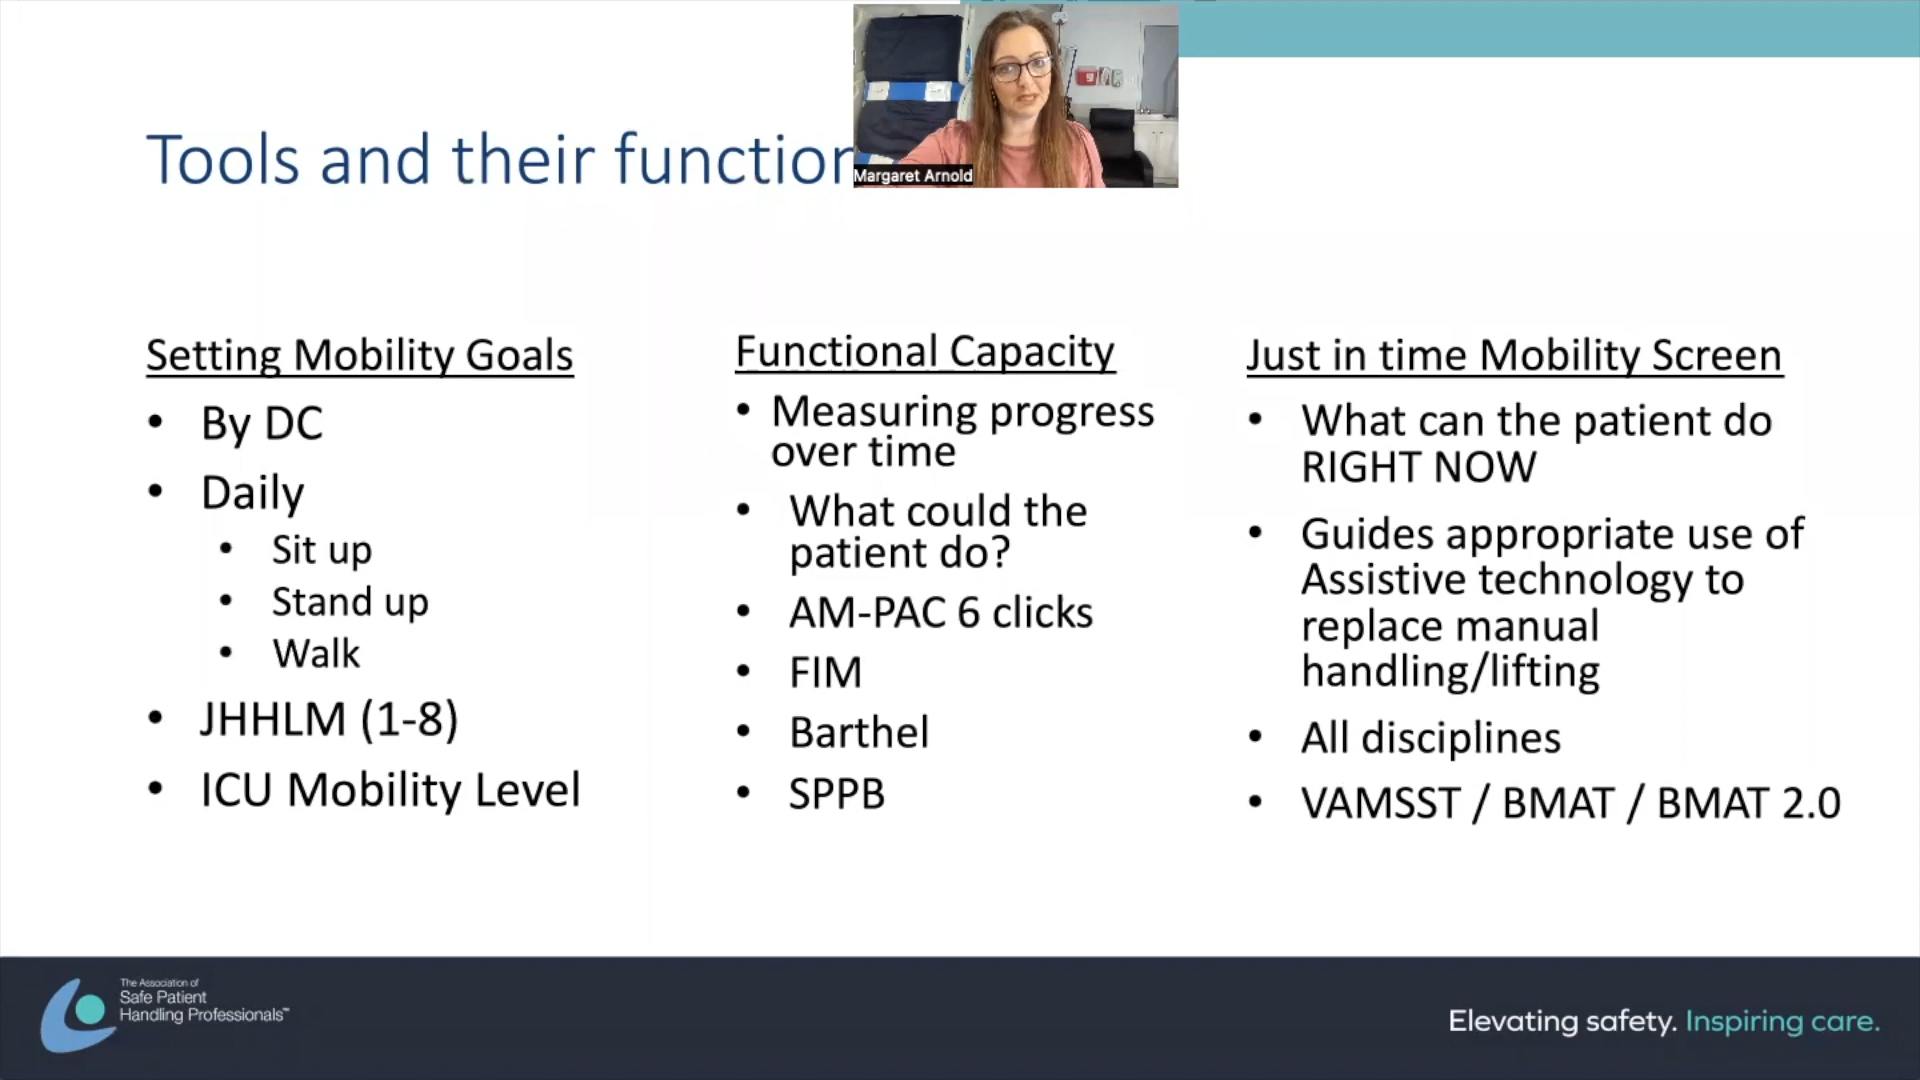 Tools and their function
Margaret Arnold
Setting Mobility Goals
• By DC
• Daily
• Sit up
• Stand up
• Walk
• JHHLM (1-8)
• ICU Mobility Level
Functional Capacity
• Measuring progress
over time
• What could the
patient do?
• AM-PAC 6 clicks
• FIM
• Barthel
• SPPB
Just in time Mobility Screen
• What can the patient do
RIGHT NOW
• Guides appropriate use of
Assistive technology to
replace manual
handling/lifting
• All disciplines
• VAMSST / BMAT / BMAT 2.0
The Association of
Safe Patient
Handling Professionals™
Elevating safety. Inspiring care.